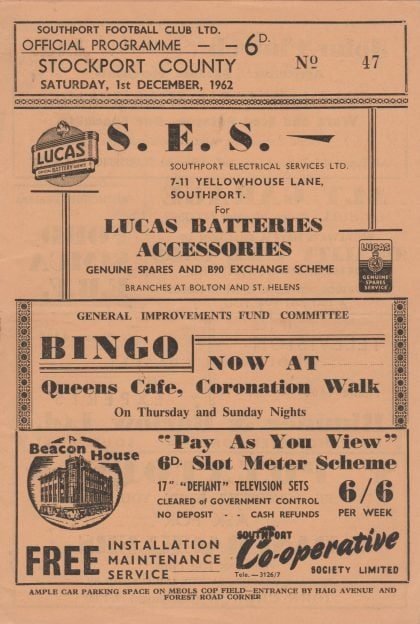 SOUTHPORT FOOTBALL CLUB LTD.
OFFICIAL PROGRAMME — — 6D.
STOCKPORT COUNTY
SATURDAY, 1st DECEMBER, 1962
No 47
LUCAS
BATTERY
S. E. S.
SOUTHPORT ELECTRICAL SERVICES LTD.
7-11 YELLOWHOUSE LANE,
SOUTHPORT.
For
LUCAS BATTERIES
ACCESSORIES
GENUINE SPARES AND B90 EXCHANGE SCHEME
BRANCHES AT BOLTON AND ST. HELENS
LUCAS
GENUINE
SPARES
SERVICE
GENERAL IMPROVEMENTS FUND COMMITTEE
BINGO NOW AT
Queens Cafe, Coronation Walk
On Thursday and Sunday Nights
Beacon House
"Pay As You View"
6D. Slot Meter Scheme
17" "DEFIANT" TELEVISION SETS
CLEARED of GOVERNMENT CONTROL
NO DEPOSIT - - CASH REFUNDS
6/6
PER WEEK
FREE INSTALLATION
MAINTENANCE
SERVICE
SOUTHPORT
Co-operative
SOCIETY LIMITED
Tele. — 3126/7
AMPLE CAR PARKING SPACE ON MEOLS COP FIELD—ENTRANCE BY HAIG AVENUE AND
FOREST ROAD CORNER